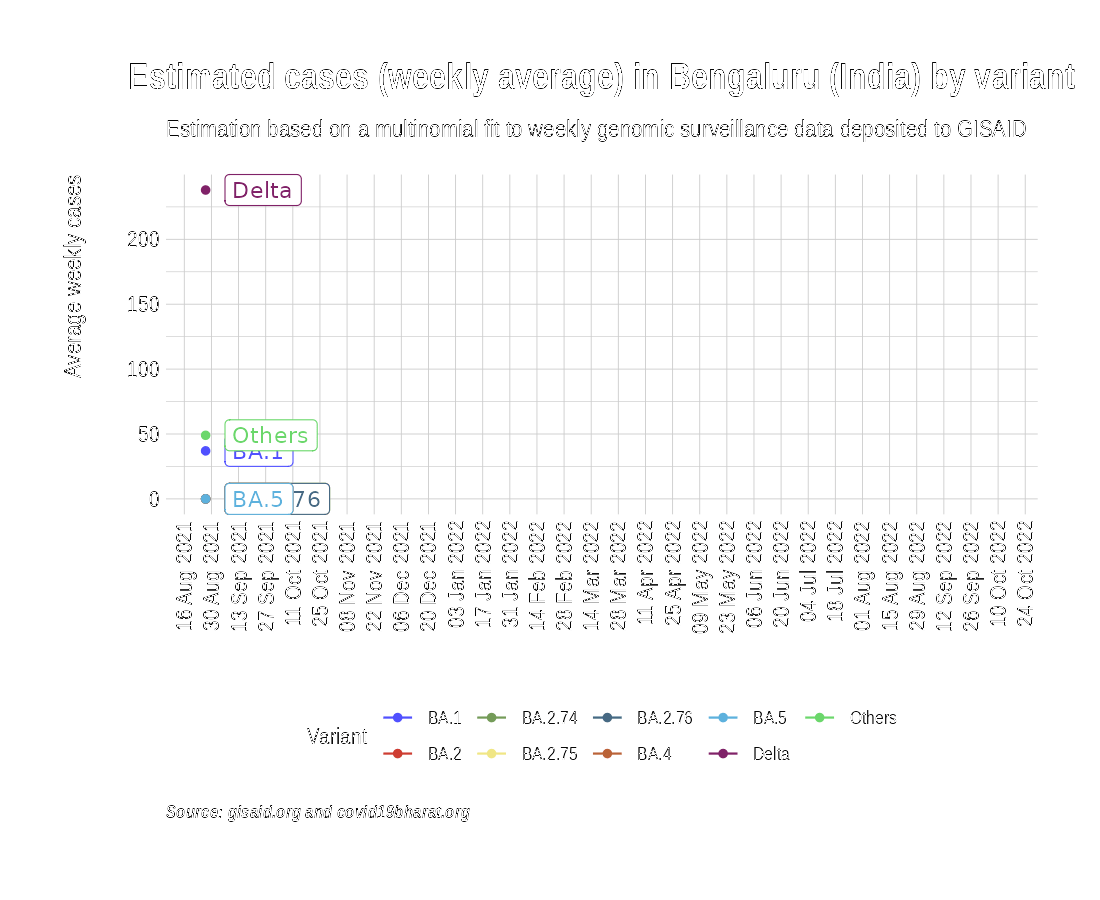 Estimated cases (weekly average) in Bengaluru (India) by variant
Estimation based on a multinomial fit to weekly genomic surveillance data deposited to GISAID
Average weekly cases
200
150
100
50
0
Delta
Others
BA.1
BA.5
76
16 Aug 2021
30 Aug 2021
13 Sep 2021
27 Sep 2021
11 Oct 2021
25 Oct 2021
08 Nov 2021
22 Nov 2021
06 Dec 2021
20 Dec 2021
03 Jan 2022
17 Jan 2022
31 Jan 2022
14 Feb 2022
28 Feb 2022
14 Mar 2022
28 Mar 2022
11 Apr 2022
25 Apr 2022
09 May 2022
23 May 2022
06 Jun 2022
20 Jun 2022
04 Jul 2022
18 Jul 2022
01 Aug 2022
15 Aug 2022
29 Aug 2022
12 Sep 2022
26 Sep 2022
10 Oct 2022
24 Oct 2022
Variant
BA.1 BA.2.74 BA.2.76 BA.5 Others
BA.2 BA.2.75 BA.4 Delta
Source: gisaid.org and covid19bharat.org